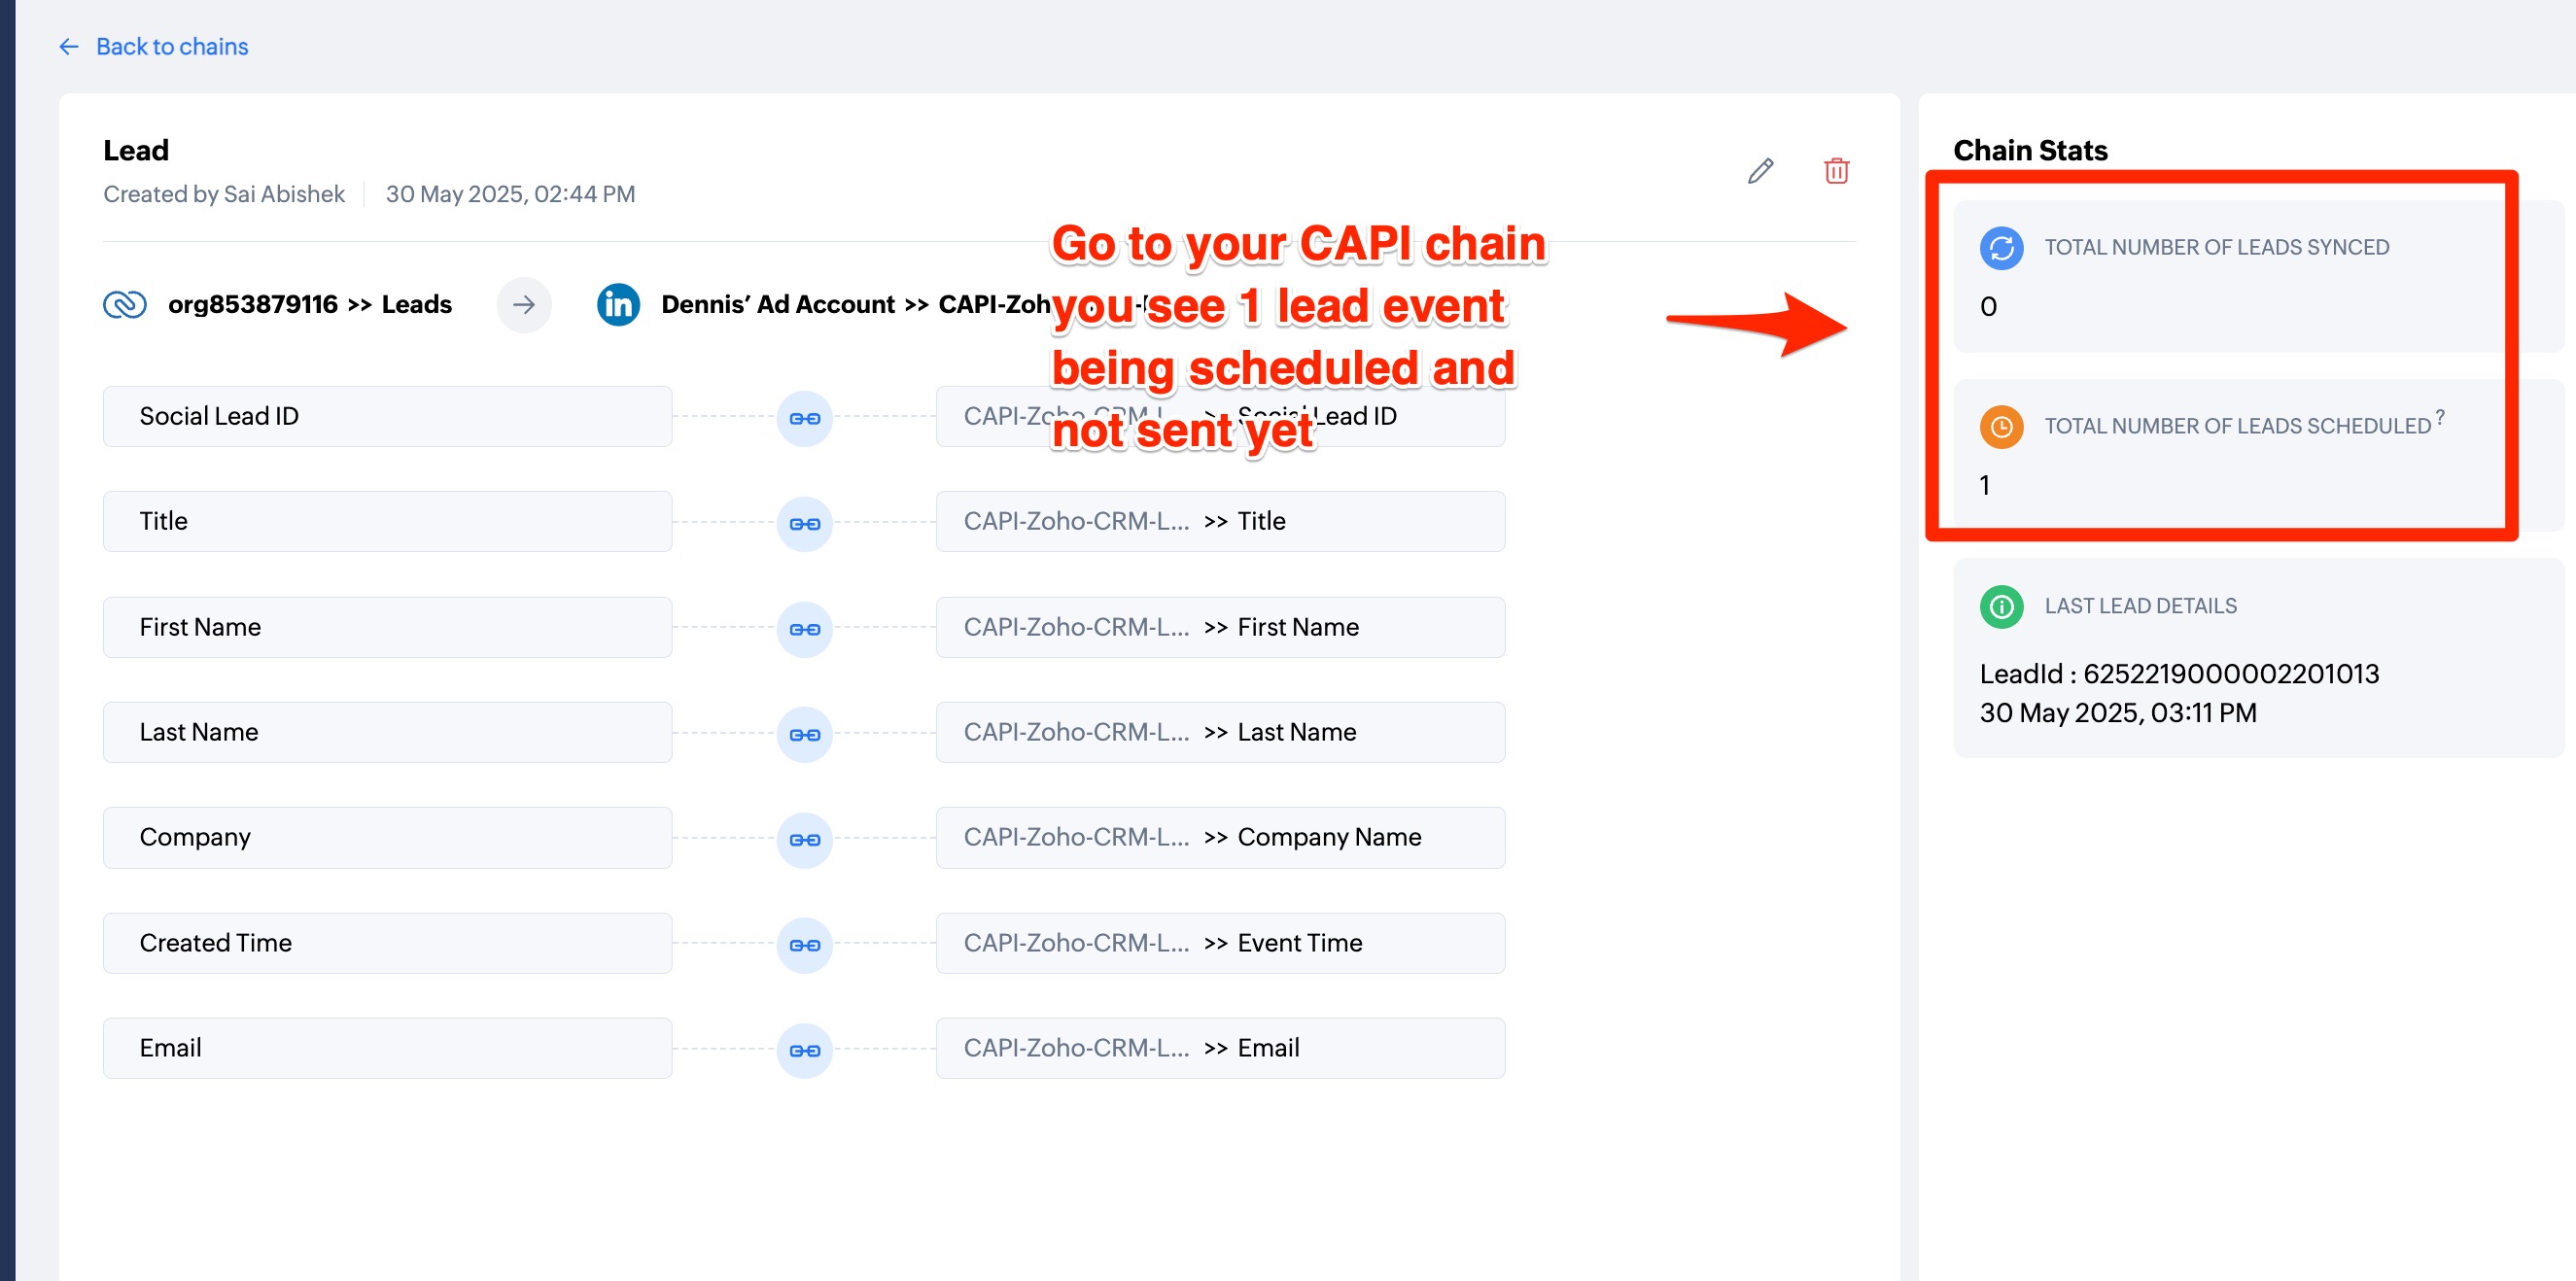 Back to chains
Lead
Created by Sai Abishek
30 May 2025, 02:44 PM
org853879116 >> Leads
Dennis’ Ad Account >> CAPI-Zoh
Go to your CAPI chain
you see 1 lead event
being scheduled and
not sent yet
Social Lead ID
Social Lead ID
Title
CAPI-Zoho-CRM-L... >> Title
First Name
CAPI-Zoho-CRM-L... >> First Name
Last Name
CAPI-Zoho-CRM-L... >> Last Name
Company
CAPI-Zoho-CRM-L... >> Company Name
Created Time
CAPI-Zoho-CRM-L... >> Event Time
Email
CAPI-Zoho-CRM-L... >> Email
Chain Stats
TOTAL NUMBER OF LEADS SYNCED
0
TOTAL NUMBER OF LEADS SCHEDULED ?
1
LAST LEAD DETAILS
LeadId : 6252219000002201013
30 May 2025, 03:11 PM